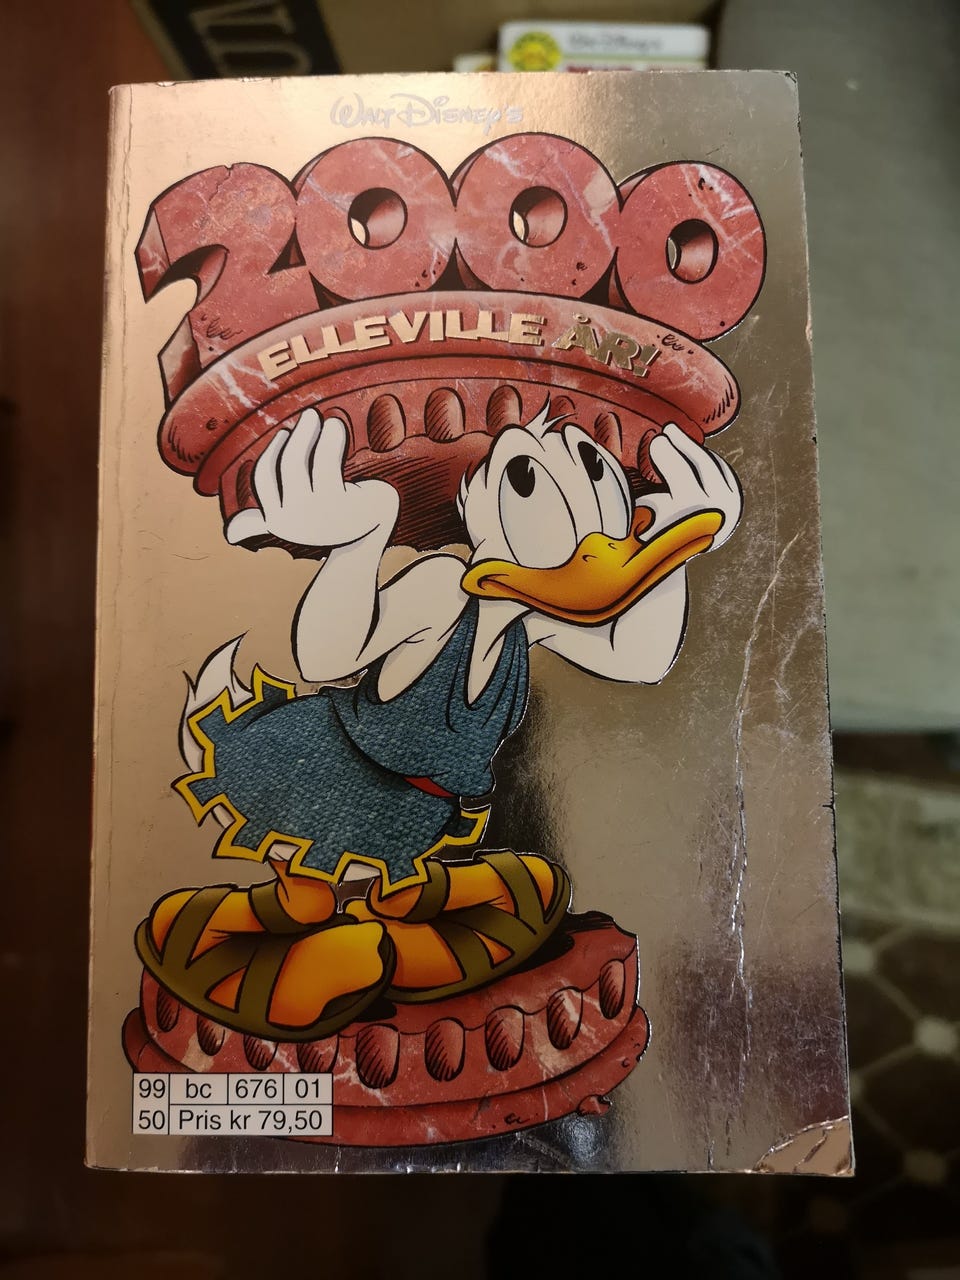 WALT DISNEY'S
2000
ELLEVILLE ÅR!
99 bc 676 01
50 Pris kr 79,50